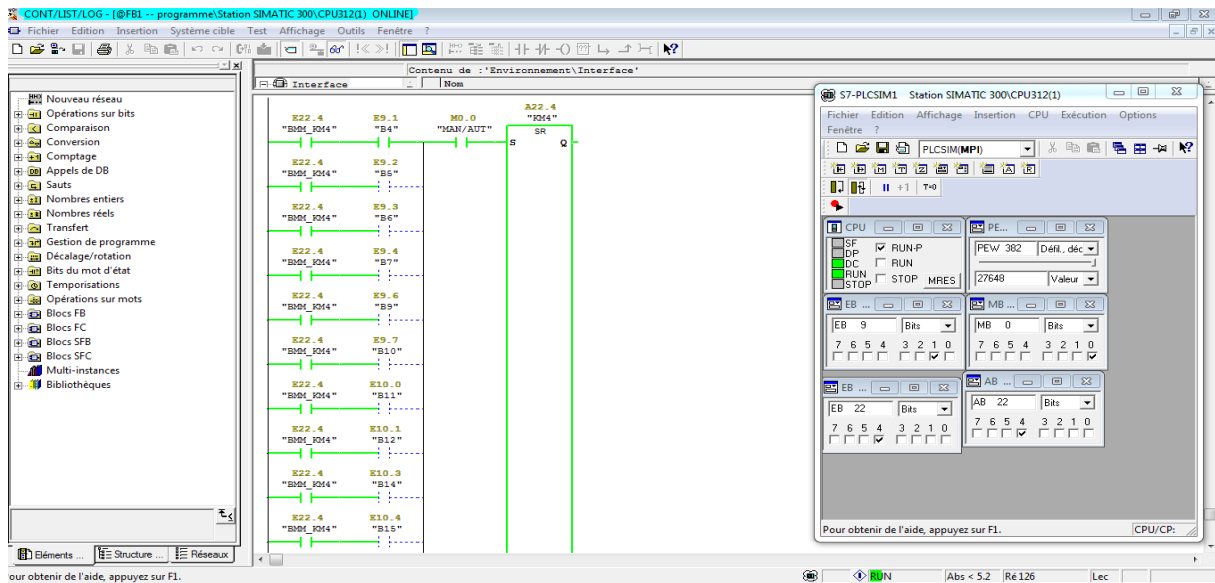 CONT/LIST/LOG - [@FB1 -- programme\Station SIMATIC 300\CPU312(1) ONLINE]
Fichier Edition Insertion Système cible Test Affichage Outils Fenêtre ?
Contenu de :'Environnement\Interface'
Interface Nom
Nouveau réseau
Opérations sur bits
Comparaison
Conversion
Comptage
Appels de DB
Sauts
Nombres entiers
Nombres réels
Transfert
Gestion de programme
Décalage/rotation
Bits du mot d'état
Temporisations
Opérations sur mots
Blocs FB
Blocs FC
Blocs SFB
Blocs SFC
Multi-instances
Bibliothèques
Eléments ... Structure ... Réseaux
our obtenir de l'aide, appuyez sur F1.
A22.4
E22.4 E9.1 M0.0 "KM4"
"BMM_KM4" "B4" "MAN/AUT" SR
S Q
E22.4 E9.2
"BMM_KM4" "B5"
E22.4 E9.3
"BMM_KM4" "B6"
E22.4 E9.4
"BMM_KM4" "B7"
E22.4 E9.6
"BMM_KM4" "B9"
E22.4 E9.7
"BMM_KM4" "B10"
E22.4 E10.0
"BMM_KM4" "B11"
E22.4 E10.1
"BMM_KM4" "B12"
E22.4 E10.3
"BMM_KM4" "B14"
E22.4 E10.4
"BMM_KM4" "B15"
S7-PLCSIM1 Station SIMATIC 300\CPU312(1)
Fichier Edition Affichage Insertion CPU Exécution Options
Fenêtre ?
PLCSIM(MPI)
+1 T=0
CPU
SF
DP
DC
RUN
STOP
RUN-P
RUN
STOP MRES
PE...
PEW 382 Défil., déc
27648 Valeur
EB ...
EB 9 Bits
7 6 5 4 3 2 1 0
MB ...
MB 0 Bits
7 6 5 4 3 2 1 0
EB ...
EB 22 Bits
7 6 5 4 3 2 1 0
AB ...
AB 22 Bits
7 6 5 4 3 2 1 0
Pour obtenir de l'aide, appuyez sur F1. CPU/CP:
RUN Abs < 5.2 Ré 126 Lec